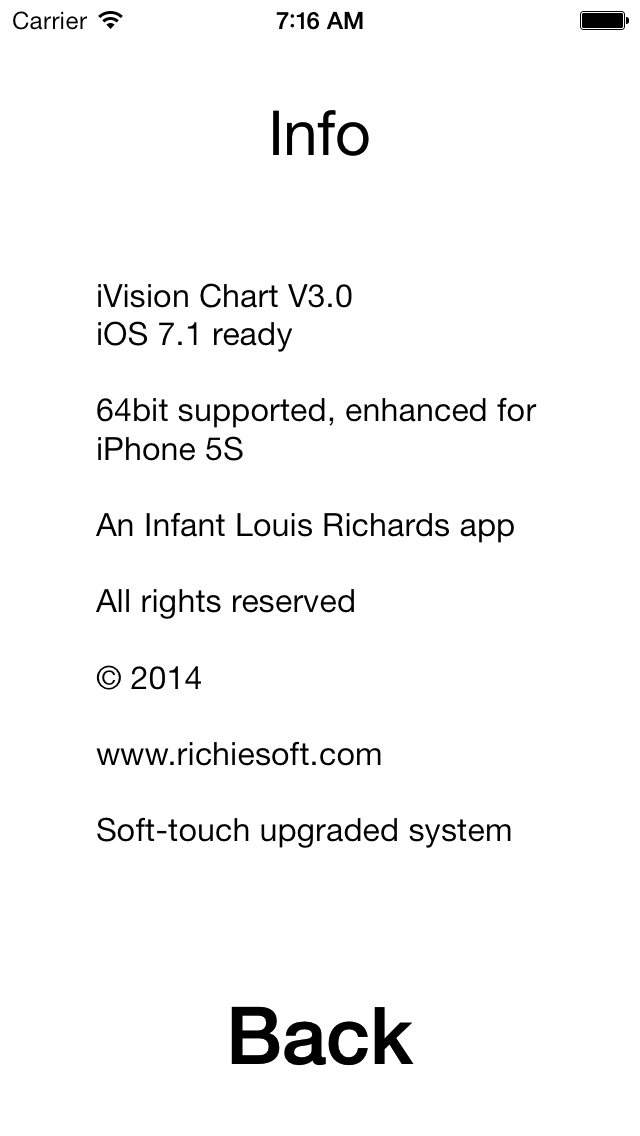 Carrier 7:16 AM
Info
iVision Chart V3.0
iOS 7.1 ready
64bit supported, enhanced for
iPhone 5S
An Infant Louis Richards app
All rights reserved
© 2014
www.richiesoft.com
Soft-touch upgraded system
Back